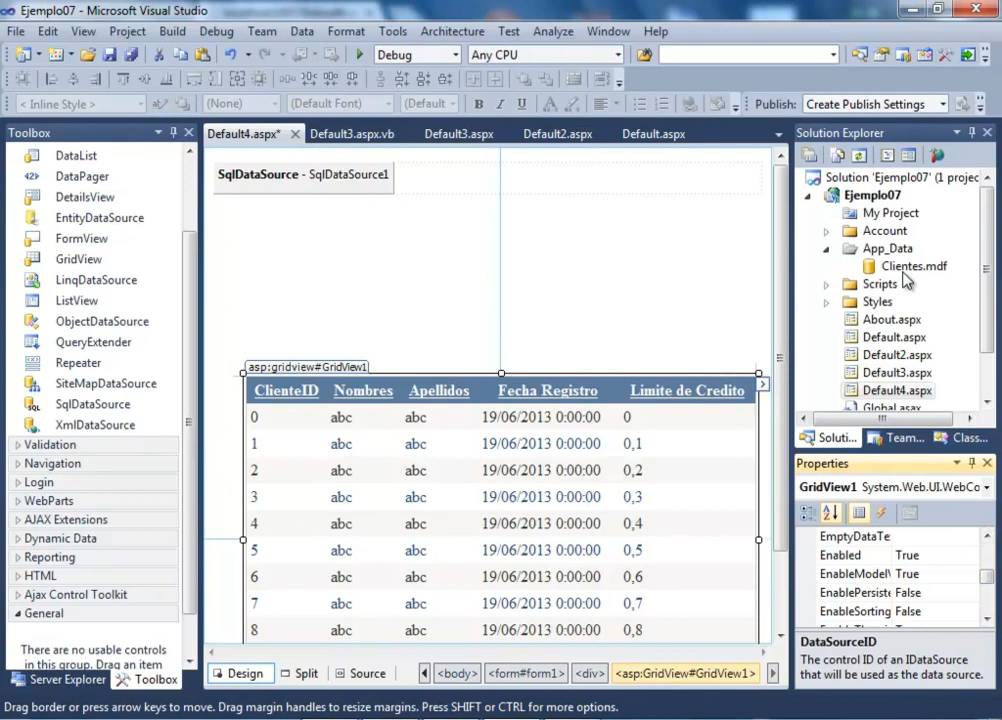 Ejemplo07 - Microsoft Visual Studio
File Edit View Project Build Debug Team Data Format Tools Architecture Test Analyze Window Help
Debug Any CPU
< Inline Style > (None) (Default Font) (Default B I U A Publish: Create Publish Settings
Toolbox
DataList
DataPager
DetailsView
EntityDataSource
FormView
GridView
LinqDataSource
ListView
ObjectDataSource
QueryExtender
Repeater
SiteMapDataSource
SqlDataSource
XmlDataSource
Validation
Navigation
Login
WebParts
AJAX Extensions
Dynamic Data
Reporting
HTML
Ajax Control Toolkit
General
There are no usable controls
in this group. Drag an item
Server Explorer Toolbox
Default4.aspx* Default3.aspx.vb Default3.aspx Default2.aspx Default.aspx
SqlDataSource - SqlDataSource1
asp:gridview#GridView1
ClienteID Nombres Apellidos Fecha Registro Limite de Credito
0 abc abc 19/06/2013 0:00:00 0
1 abc abc 19/06/2013 0:00:00 0,1
2 abc abc 19/06/2013 0:00:00 0,2
3 abc abc 19/06/2013 0:00:00 0,3
4 abc abc 19/06/2013 0:00:00 0,4
5 abc abc 19/06/2013 0:00:00 0,5
6 abc abc 19/06/2013 0:00:00 0,6
7 abc abc 19/06/2013 0:00:00 0,7
8 abc abc 19/06/2013 0:00:00 0,8
Design Split Source <body> <form#form1> <div> <asp:GridView#GridView1>
Solution Explorer
Solution 'Ejemplo07' (1 projec
Ejemplo07
My Project
Account
App_Data
Clientes.mdf
Scripts
Styles
About.aspx
Default.aspx
Default2.aspx
Default3.aspx
Default4.aspx
Global.asax
Soluti... Team... Class...
Properties
GridView1 System.Web.UI.WebCo
EmptyDataTe
Enabled True
EnableModelV True
EnablePersiste False
EnableSorting False
DataSourceID
The control ID of an IDataSource
that will be used as the data source.
Drag border or press arrow keys to move. Drag margin handles to resize margins. Press SHIFT or CTRL for more options.